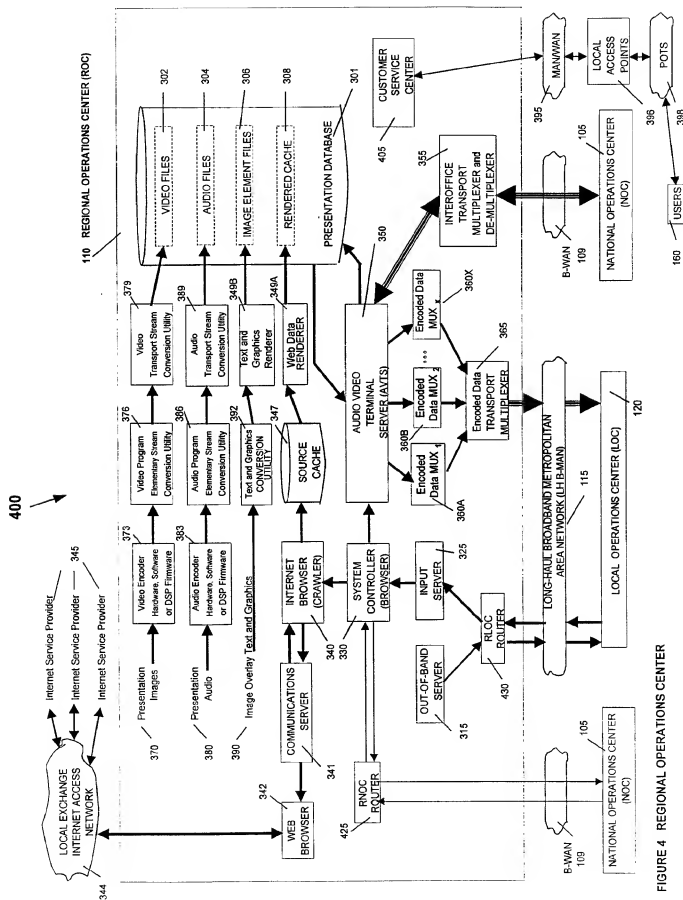 400
110 REGIONAL OPERATIONS CENTER (ROC)
LOCAL EXCHANGE
INTERNET ACCESS
NETWORK
344
Internet Service Provider
Internet Service Provider
Internet Service Provider
345
Presentation
Images
370
Presentation
Audio
380
Image Overlay Text and Graphics
390
373
Video Encoder
Hardware, Software
or DSP Firmware
376
Video Program
Elementary Stream
Conversion Utility
379
Video
Transport Stream
Conversion Utility
383
Audio Encoder
Hardware, Software
or DSP Firmware
386
Audio Program
Elementary Stream
Conversion Utility
389
Audio
Transport Stream
Conversion Utility
392
Text and Graphics
CONVERSION
UTILITY
349B
Text and
Graphics
Renderer
349A
Web Data
RENDERER
347
SOURCE
CACHE
VIDEO FILES
302
AUDIO FILES
304
IMAGE ELEMENT FILES
306
RENDERED CACHE
308
PRESENTATION DATABASE
301
342
WEB
BROWSER
COMMUNICATIONS
SERVER
341
INTERNET BROWSER
(CRAWLER)
340
SYSTEM
CONTROLLER
(BROWSER)
330
AUDIO VIDEO
TERMINAL
SERVER (AVTS)
350
CUSTOMER
SERVICE
CENTER
405
RNOC
ROUTER
425
OUT-OF-BAND
SERVER
315
INPUT
SERVER
325
RLOC
ROUTER
430
Encoded
Data MUX 1
360A
Encoded
Data MUX 2
360B
•••
Encoded Data
MUX x
360X
Encoded Data
TRANSPORT
MULTIPLEXER
365
INTEROFFICE
TRANSPORT
MULTIPLEXER and
DE-MULTIPLEXER
355
B-WAN
109
NATIONAL OPERATIONS CENTER
(NOC)
105
LONG-HAUL BROADBAND METROPOLITAN
AREA NETWORK (LH B-MAN)
115
LOCAL OPERATIONS CENTER (LOC)
120
B-WAN
109
NATIONAL OPERATIONS CENTER
(NOC)
105
MAN/WAN
395
LOCAL
ACCESS
POINTS
396
POTS
398
USERS
160
FIGURE 4 REGIONAL OPERATIONS CENTER